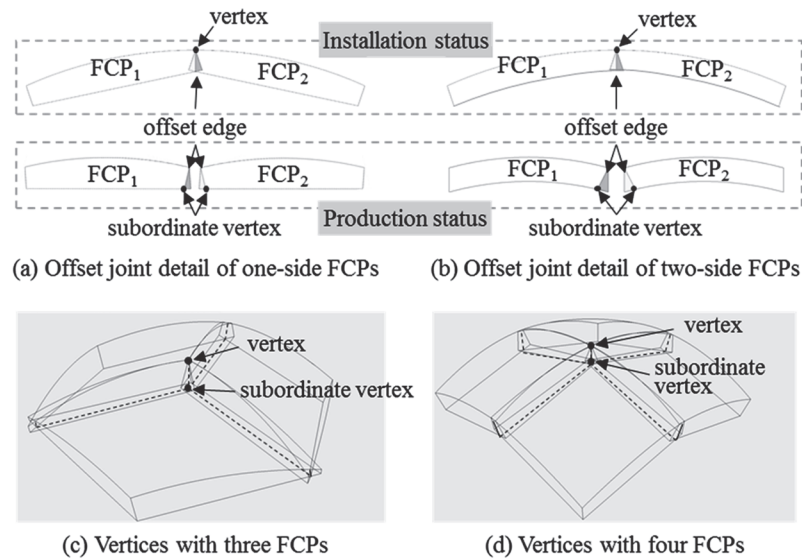 vertex
Installation status
vertex
FCP1
FCP2
FCP1
FCP2
offset edge
offset edge
FCP1
FCP2
FCP1
FCP2
Production status
subordinate vertex
subordinate vertex
(a) Offset joint detail of one-side FCPs
(b) Offset joint detail of two-side FCPs
vertex
subordinate vertex
vertex
subordinate
vertex
(c) Vertices with three FCPs
(d) Vertices with four FCPs